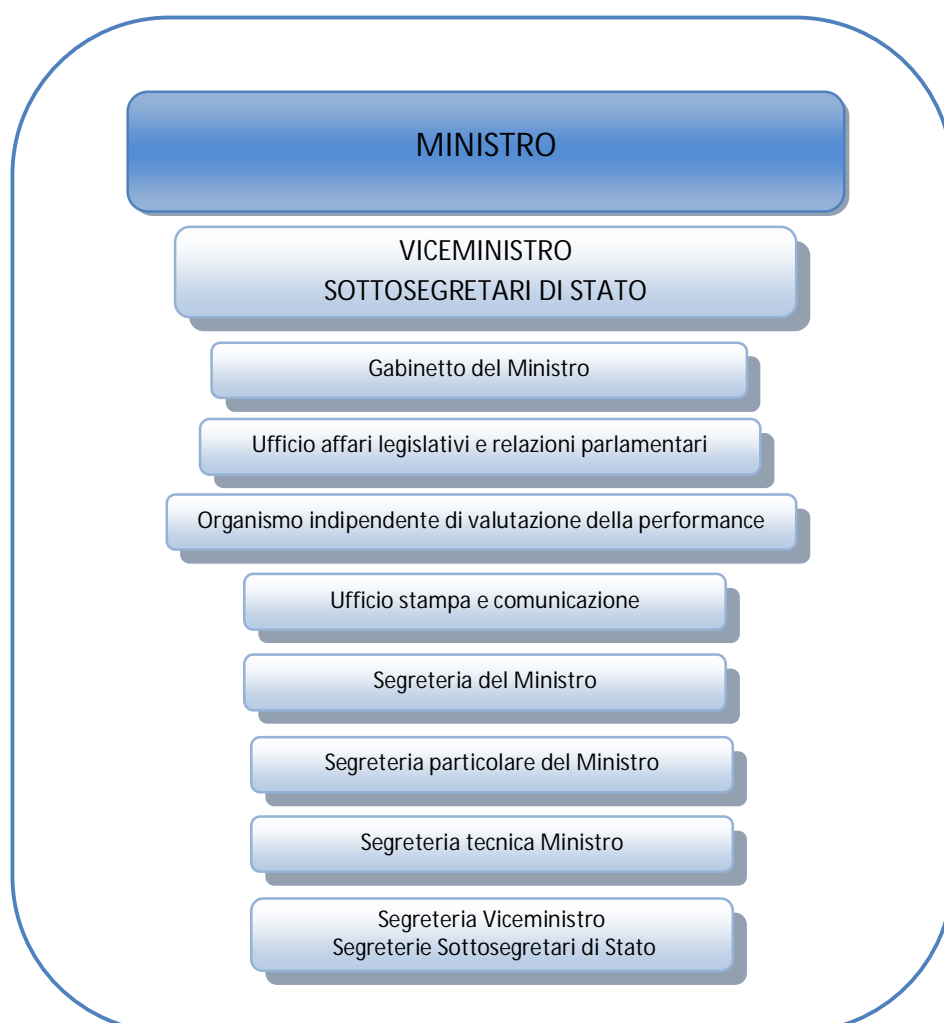 MINISTRO
VICEMINISTRO
SOTTOSEGRETARI DI STATO
Gabinetto del Ministro
Ufficio affari legislativi e relazioni parlamentari
Organismo indipendente di valutazione della performance
Ufficio stampa e comunicazione
Segreteria del Ministro
Segreteria particolare del Ministro
Segreteria tecnica Ministro
Segreteria Viceministro
Segreterie Sottosegretari di Stato